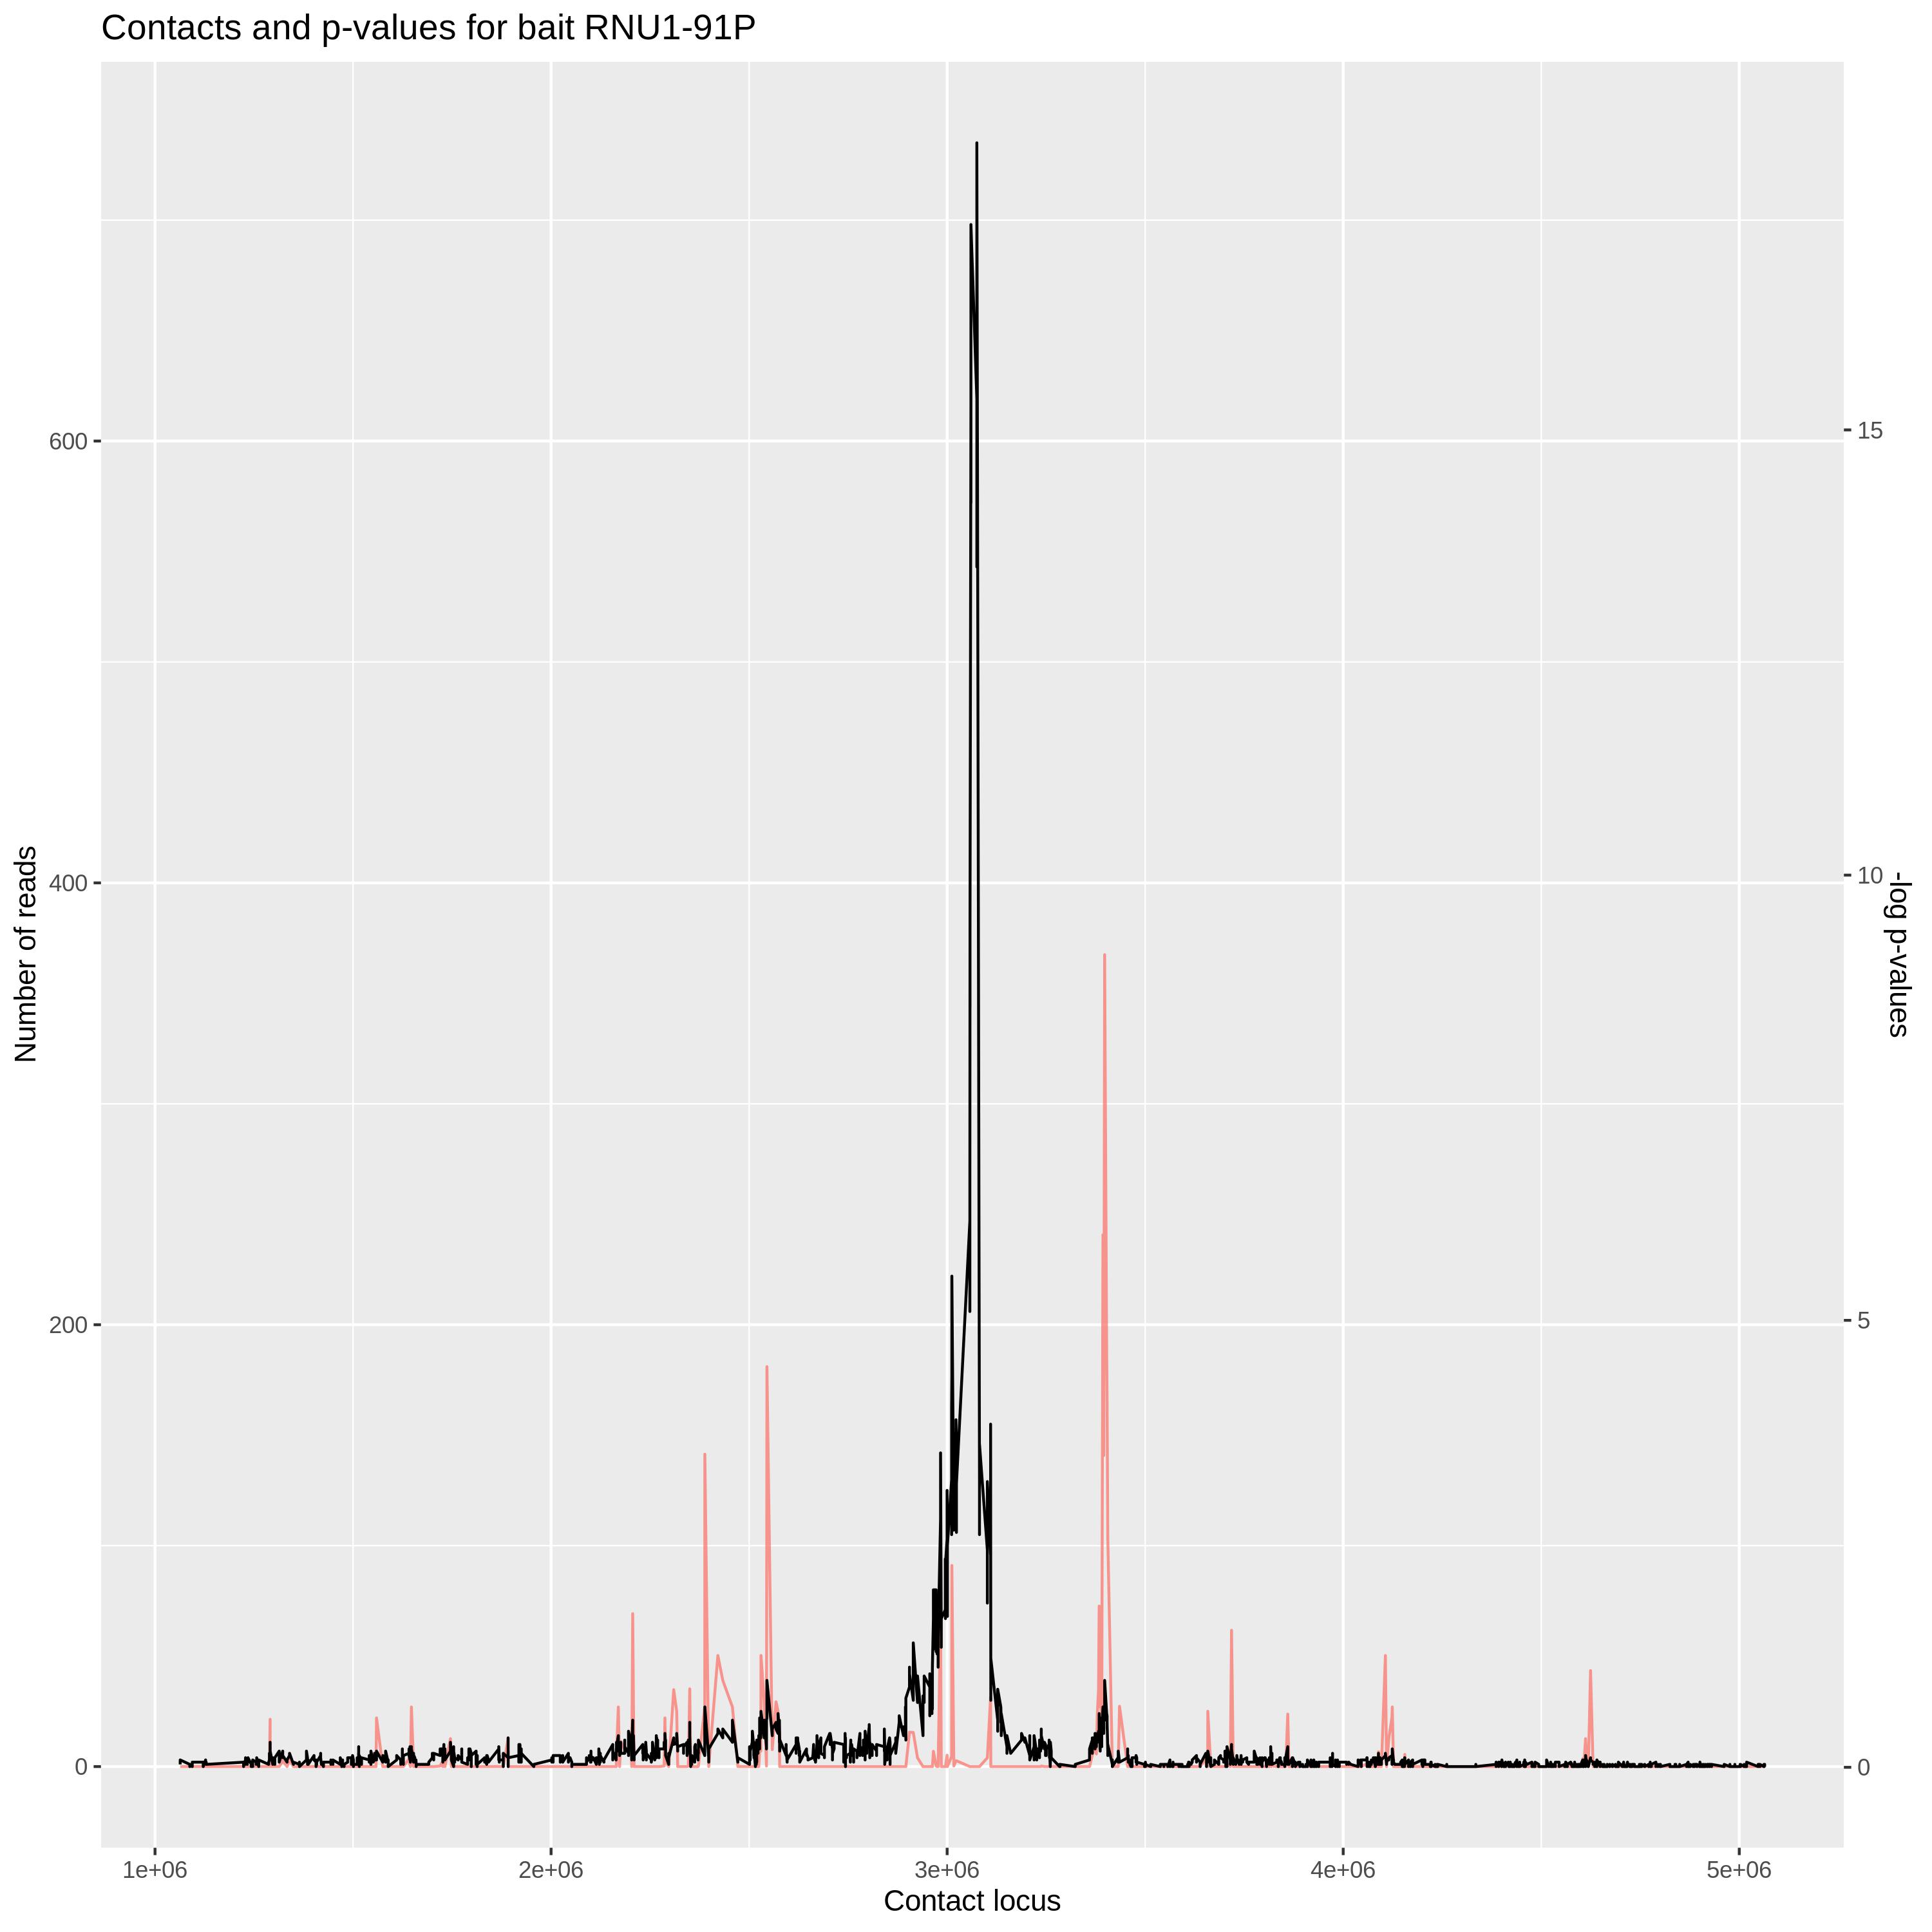 Contacts and p-values for bait RNU1-91P
600
400
200
0
Number of reads
15
10
5
0
-log p-values
1e+06
2e+06
3e+06
4e+06
5e+06
Contact locus